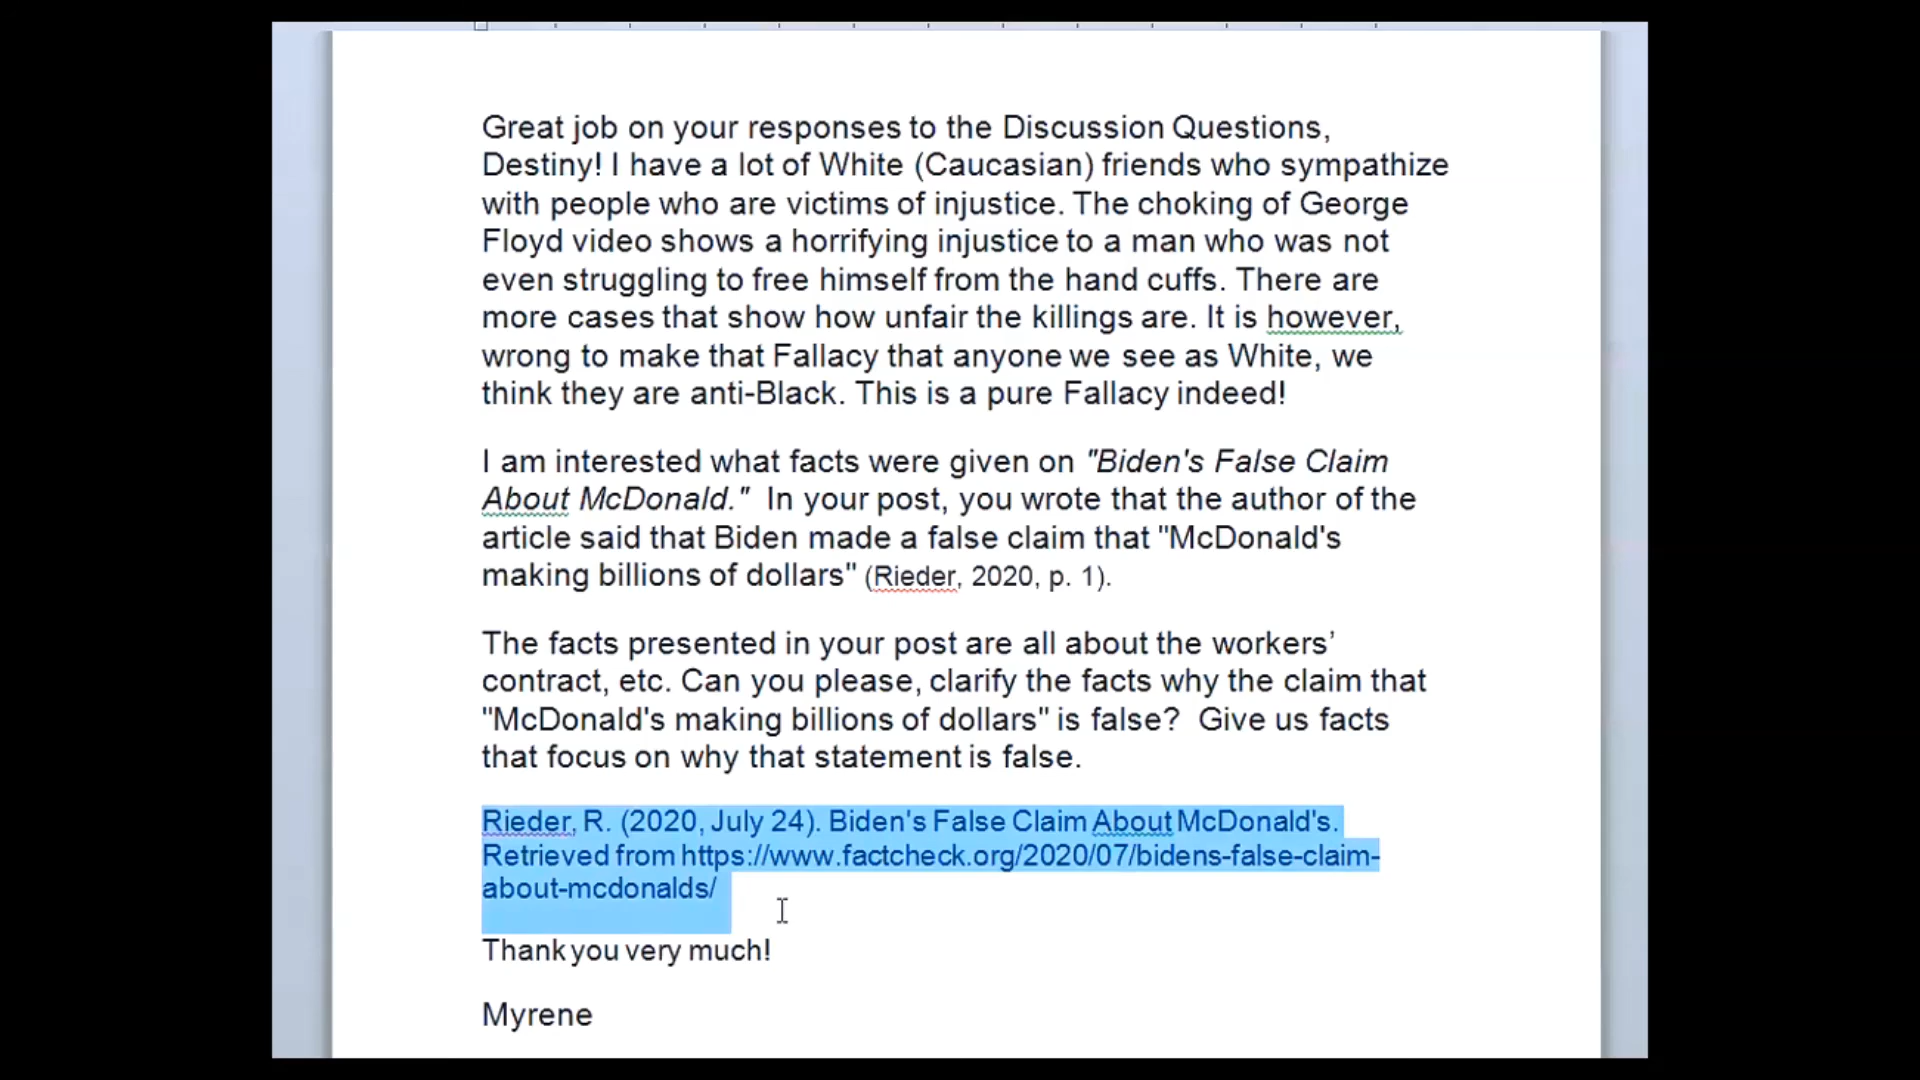 Great job on your responses to the Discussion Questions,
Destiny! I have a lot of White (Caucasian) friends who sympathize
with people who are victims of injustice. The choking of George
Floyd video shows a horrifying injustice to a man who was not
even struggling to free himself from the hand cuffs. There are
more cases that show how unfair the killings are. It is however,
wrong to make that Fallacy that anyone we see as White, we
think they are anti-Black. This is a pure Fallacy indeed!
I am interested what facts were given on "Biden's False Claim
About McDonald."  In your post, you wrote that the author of the
article said that Biden made a false claim that "McDonald's
making billions of dollars" (Rieder, 2020, p. 1).
The facts presented in your post are all about the workers’
contract, etc. Can you please, clarify the facts why the claim that
"McDonald's making billions of dollars" is false?  Give us facts
that focus on why that statement is false.
Rieder, R. (2020, July 24). Biden's False Claim About McDonald's.
Retrieved from https://www.factcheck.org/2020/07/bidens-false-claim-
about-mcdonalds/
Thank you very much!
Myrene